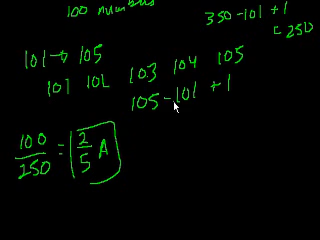 100 numbers
350 - 101 + 1
= 250
101 → 105
101 102 103 104 105
105 - 101 + 1
100/250 = 2/5 A